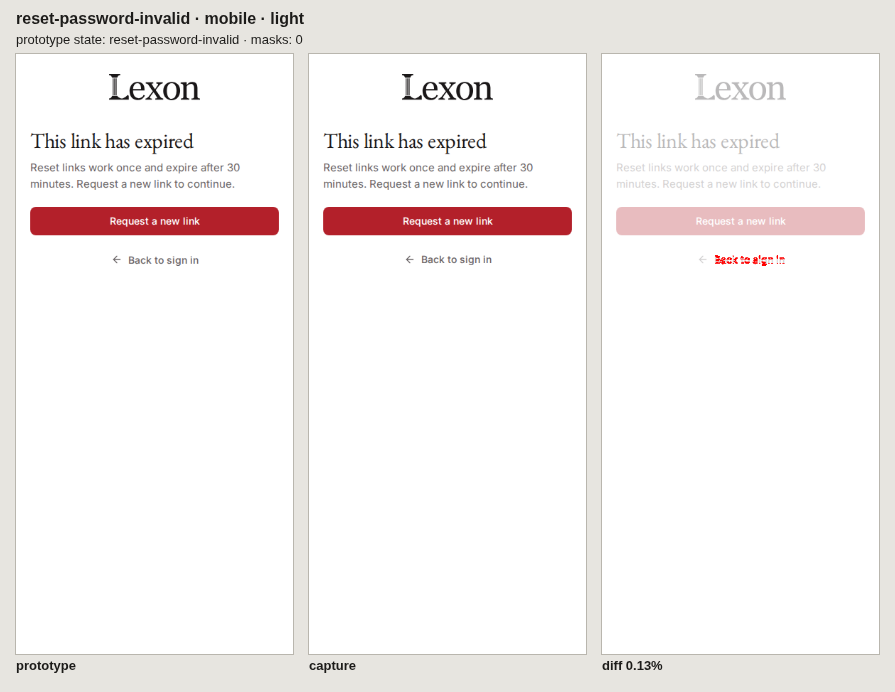 reset-password-invalid · mobile · light
prototype state: reset-password-invalid · masks: 0
Lexon
This link has expired
Reset links work once and expire after 30
minutes. Request a new link to continue.
Request a new link
← Back to sign in
prototype
Lexon
This link has expired
Reset links work once and expire after 30
minutes. Request a new link to continue.
Request a new link
← Back to sign in
capture
Lexon
This link has expired
Reset links work once and expire after 30
minutes. Request a new link to continue.
Request a new link
← Back to sign in
diff 0.13%